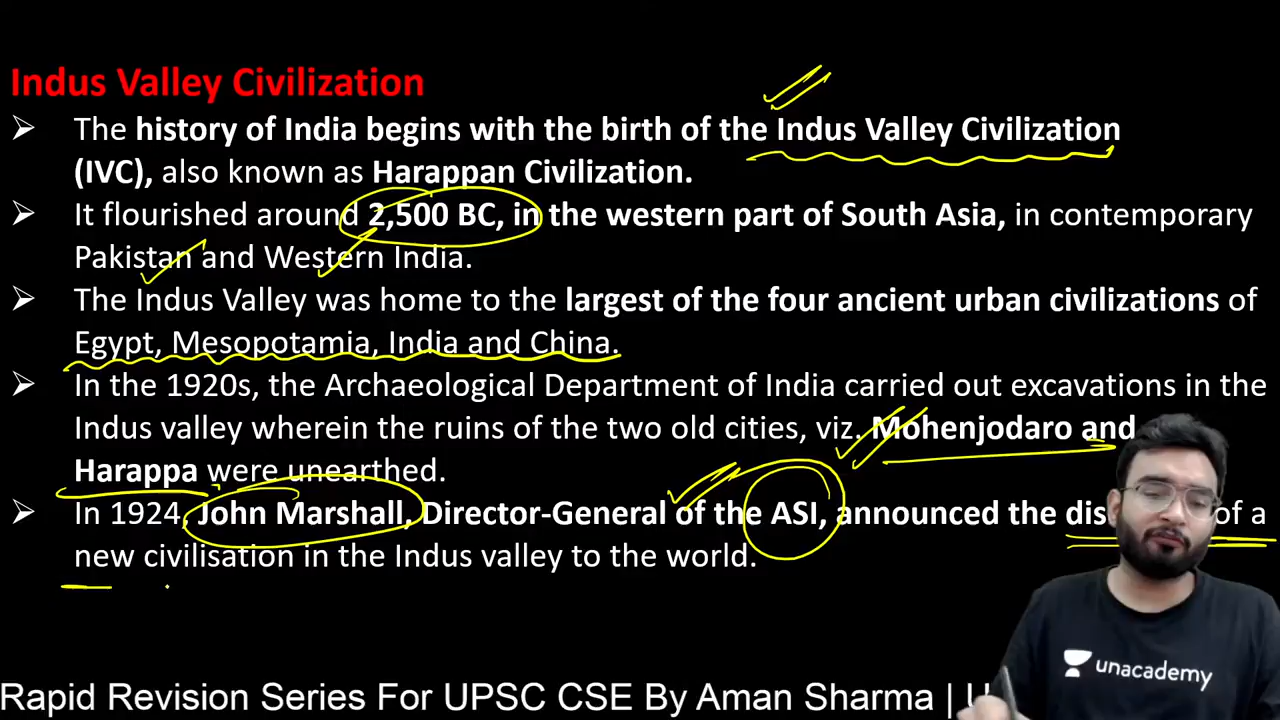 Indus Valley Civilization
➢ The history of India begins with the birth of the Indus Valley Civilization
(IVC), also known as Harappan Civilization.
➢ It flourished around 2,500 BC, in the western part of South Asia, in contemporary
Pakistan and Western India.
➢ The Indus Valley was home to the largest of the four ancient urban civilizations of
Egypt, Mesopotamia, India and China.
➢ In the 1920s, the Archaeological Department of India carried out excavations in the
Indus valley wherein the ruins of the two old cities, viz. Mohenjodaro and
Harappa were unearthed.
➢ In 1924, John Marshall, Director-General of the ASI, announced the dis of a
new civilisation in the Indus valley to the world.
unacademy
Rapid Revision Series For UPSC CSE By Aman Sharma | U